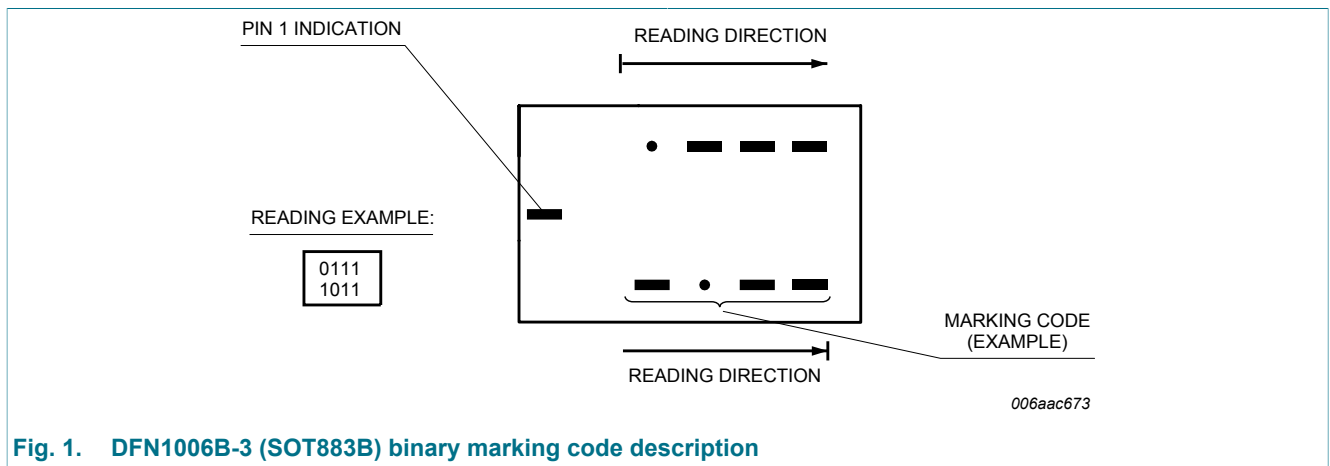 PIN 1 INDICATION
READING DIRECTION
READING EXAMPLE:
0111
1011
MARKING CODE
(EXAMPLE)
READING DIRECTION
006aac673
Fig. 1. DFN1006B-3 (SOT883B) binary marking code description